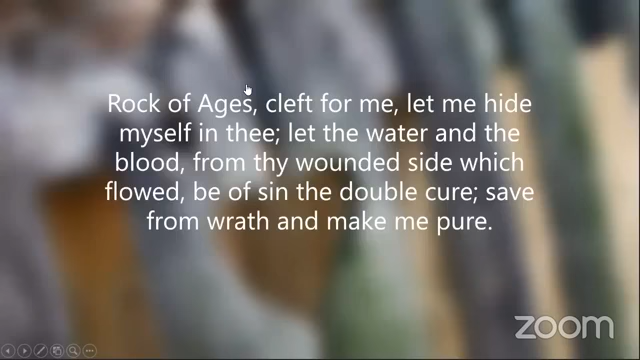 Rock of Ages, cleft for me, let me hide
myself in thee; let the water and the
blood, from thy wounded side which
flowed, be of sin the double cure; save
from wrath and make me pure.
zoom